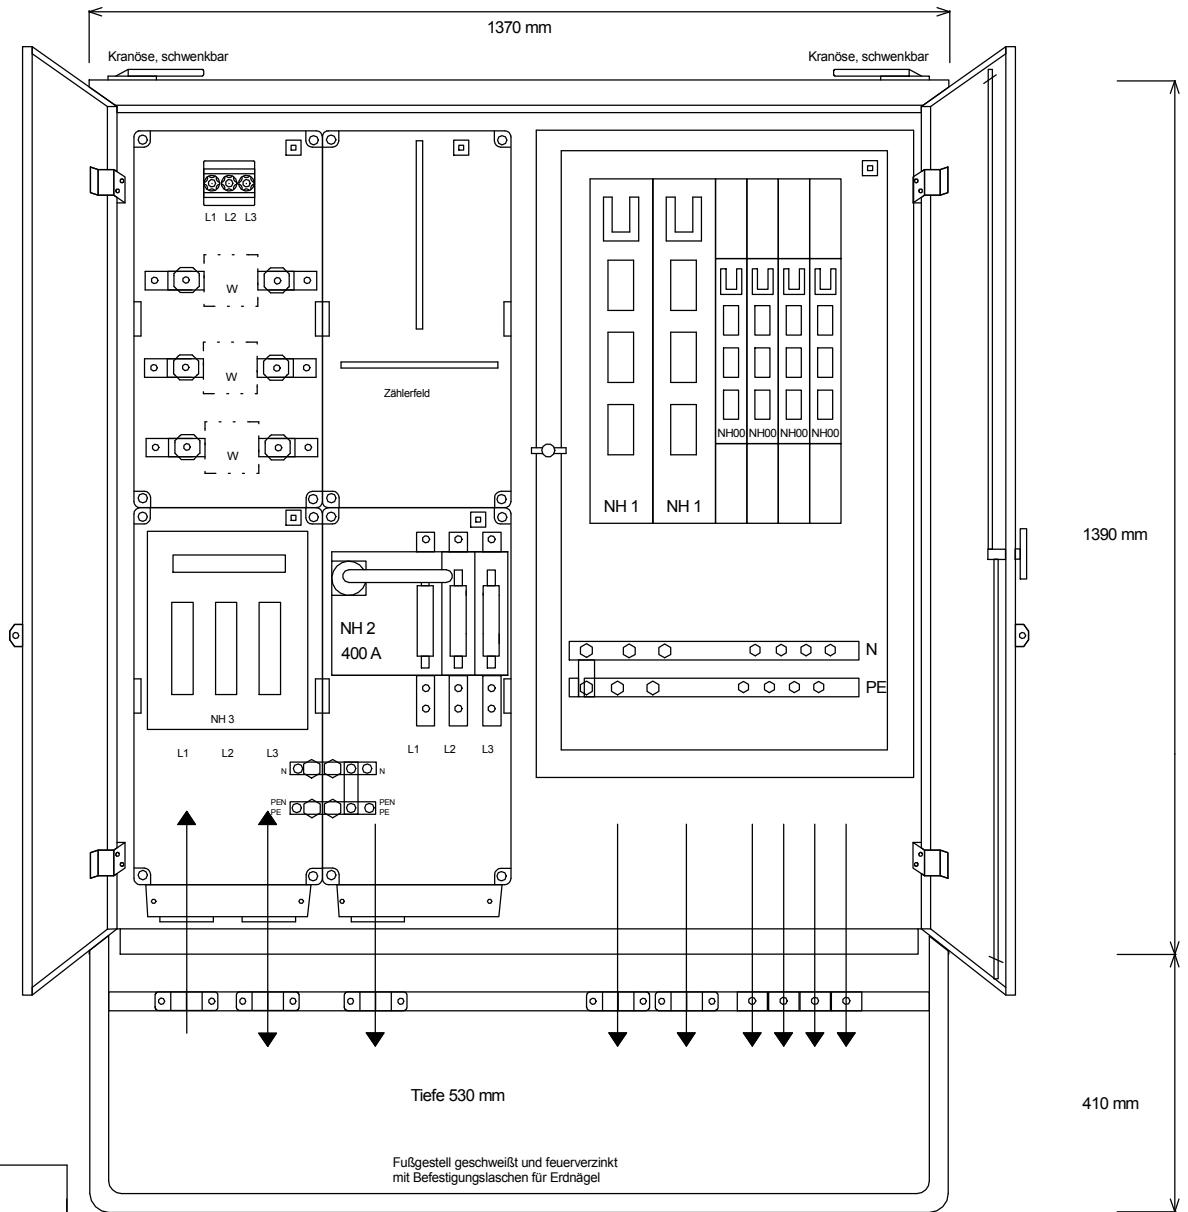 1370 mm
Kranöse, schwenkbar
Kranöse, schwenkbar
L1 L2 L3
W
W
Zählerfeld
W
NH00 NH00 NH00 NH00
NH 1 NH 1
1390 mm
NH 2
400 A
N
PE
NH 3
L1 L2 L3
L1 L2 L3
N N
PEN PEN
PE PE
Tiefe 530 mm
410 mm
Fußgestell geschweißt und feuerverzinkt
mit Befestigungslaschen für Erdnägel